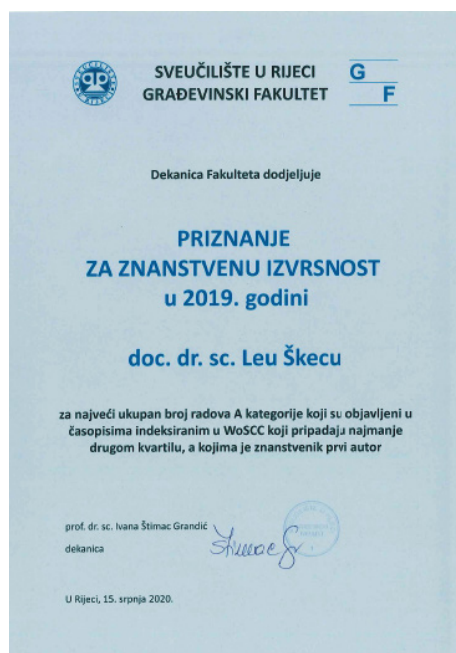 SVEUČILIŠTE U RIJECI
GRAĐEVINSKI FAKULTET
G
F
Dekanica Fakulteta dodjeljuje
PRIZNANJE
ZA ZNANSTVENU IZVRSNOST
u 2019. godini
doc. dr. sc. Leu Škecu
za najveći ukupan broj radova A kategorije koji su objavljeni u
časopisima indeksiranim u WoSCC koji pripadaju najmanje
drugom kvartilu, a kojima je znanstvenik prvi autor
prof. dr. sc. Ivana Štimac Grandić
dekanica
U Rijeci, 15. srpnja 2020.